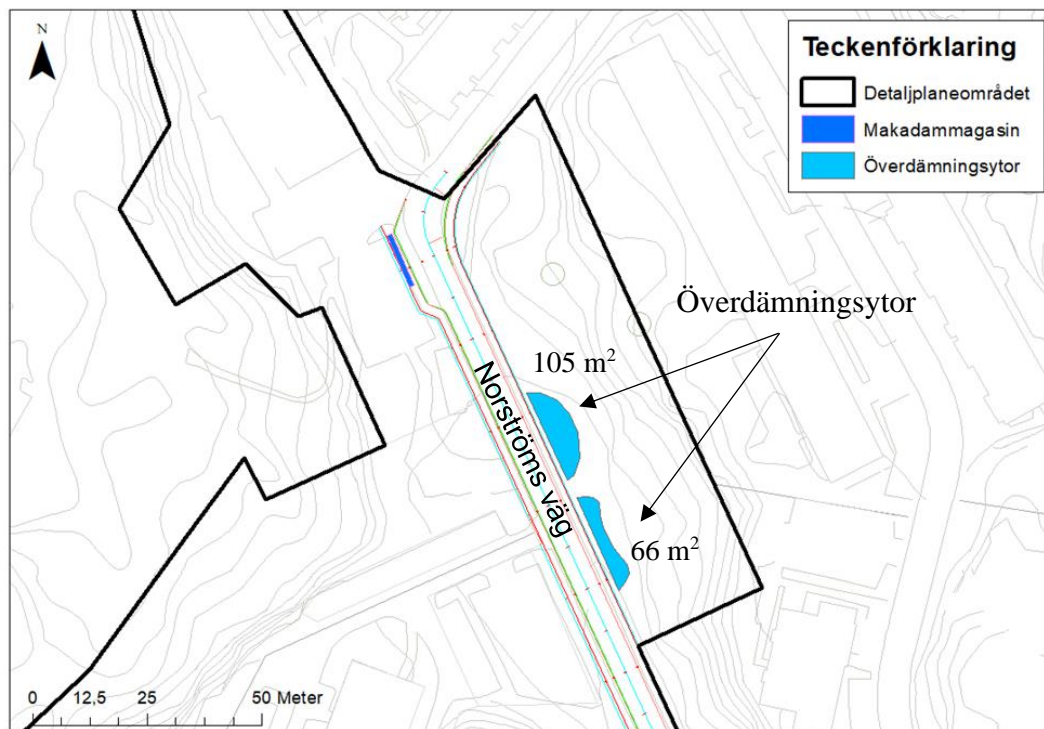 N
Teckenförklaring
Detaljplaneområdet
Makadammagasin
Överdämningsytor
Överdämningsytor
105 m²
Norströms väg
66 m²
0 12,5 25 50 Meter